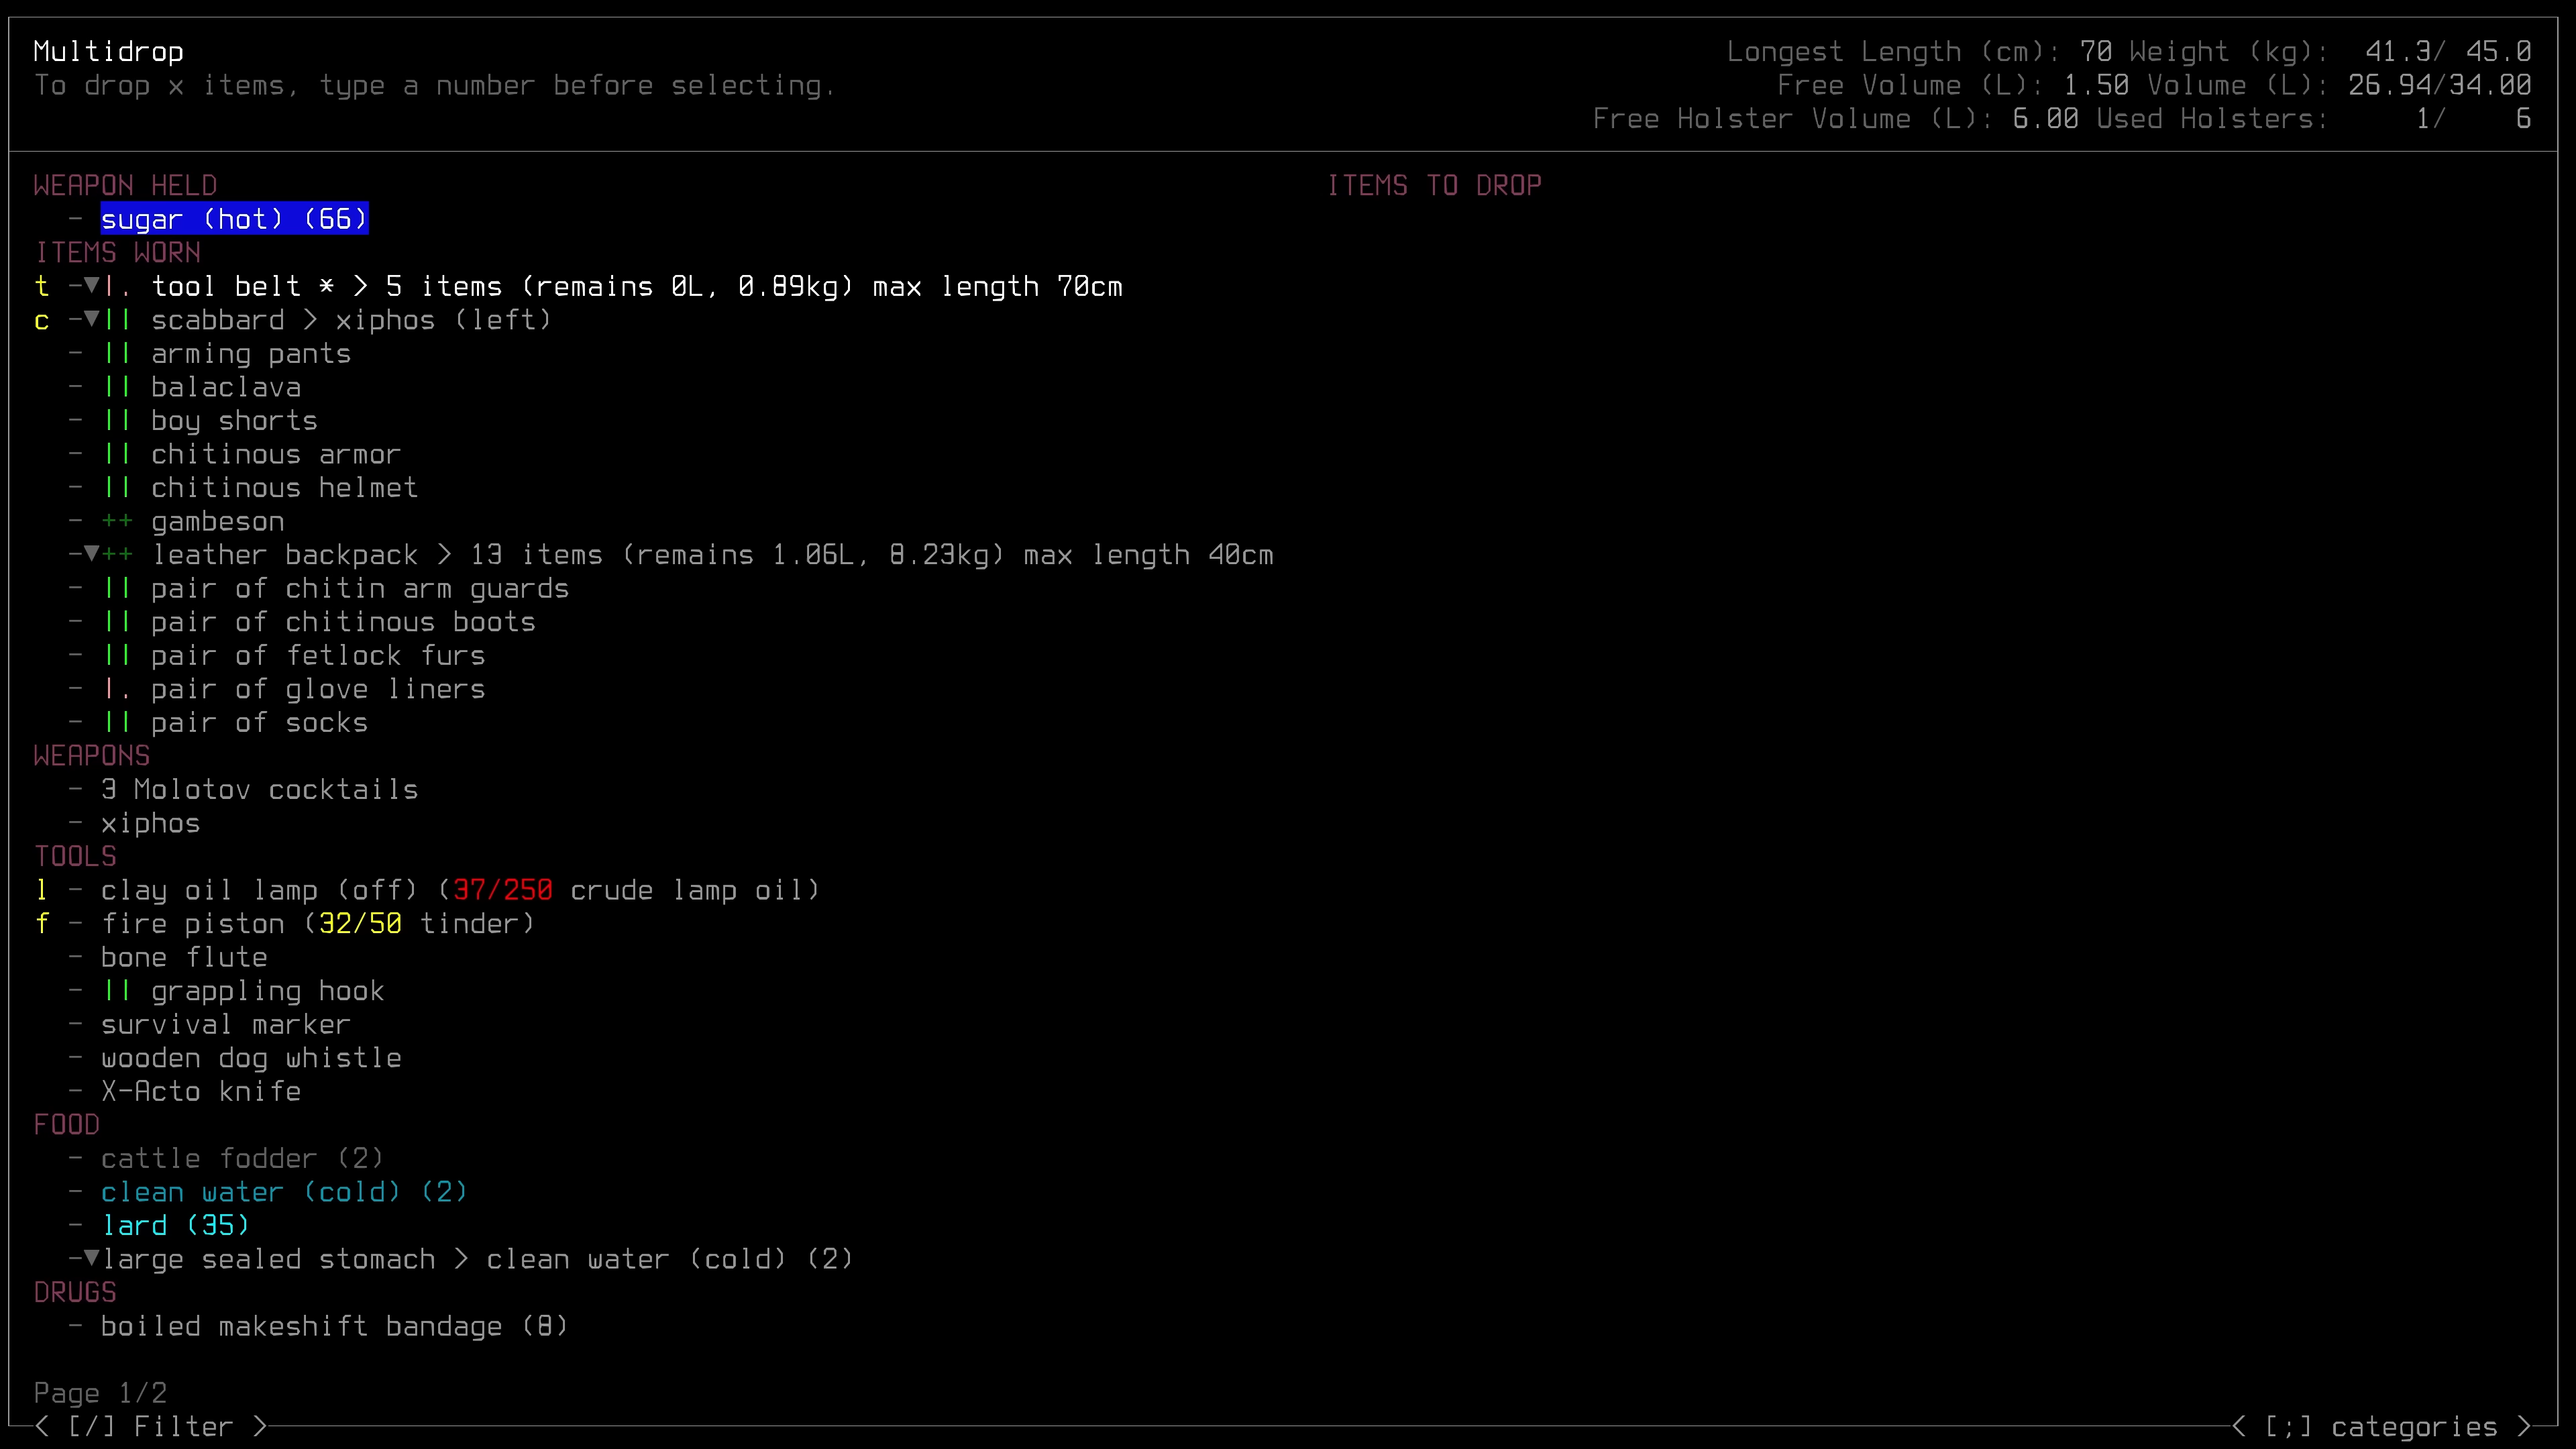 Multidrop
Longest Length (cm): 70 Weight (kg): 41.3/ 45.0
To drop x items, type a number before selecting.
Free Volume (L): 1.50 Volume (L): 26.94/34.00
Free Holster Volume (L): 6.00 Used Holsters: 1/ 6
WEAPON HELD
ITEMS TO DROP
- sugar (hot) (66)
ITEMS WORN
t -▼|. tool belt * > 5 items (remains 0L, 0.89kg) max length 70cm
c -▼|| scabbard > xiphos (left)
- || arming pants
- || balaclava
- || boy shorts
- || chitinous armor
- || chitinous helmet
- ++ gambeson
-▼++ leather backpack > 13 items (remains 1.06L, 8.23kg) max length 40cm
- || pair of chitin arm guards
- || pair of chitinous boots
- || pair of fetlock furs
- |. pair of glove liners
- || pair of socks
WEAPONS
- 3 Molotov cocktails
- xiphos
TOOLS
l - clay oil lamp (off) (37/250 crude lamp oil)
f - fire piston (32/50 tinder)
- bone flute
- || grappling hook
- survival marker
- wooden dog whistle
- X-Acto knife
FOOD
- cattle fodder (2)
- clean water (cold) (2)
- lard (35)
-▼large sealed stomach > clean water (cold) (2)
DRUGS
- boiled makeshift bandage (8)
Page 1/2
< [/] Filter >
< [;] categories >